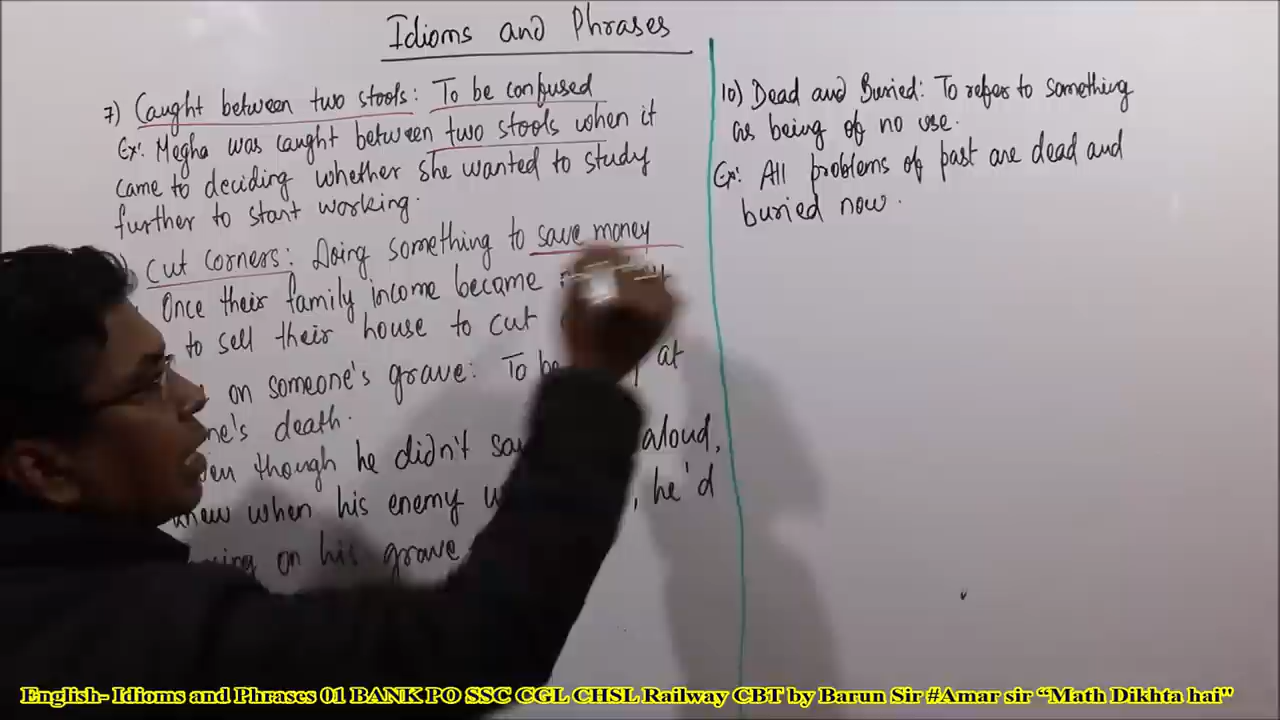 Idioms and Phrases
7) Caught between two stools: To be confused
Ex: Megha was caught between two stools when it
came to deciding whether she wanted to study
further to start working.
Cut corners: Doing something to save money
Once their family income became
to sell their house to cut
on someone's grave: To be at
death.
though he didn't aloud,
when his enemy he'd
on his grave
10) Dead and Buried: To refer to something
as being of no use.
Ex: All problems of past are dead and
buried now.
English- Idioms and Phrases 01 BANK PO SSC CGL CHSL Railway CBT by Barun Sir #Amar sir “Math Dikhta hai"